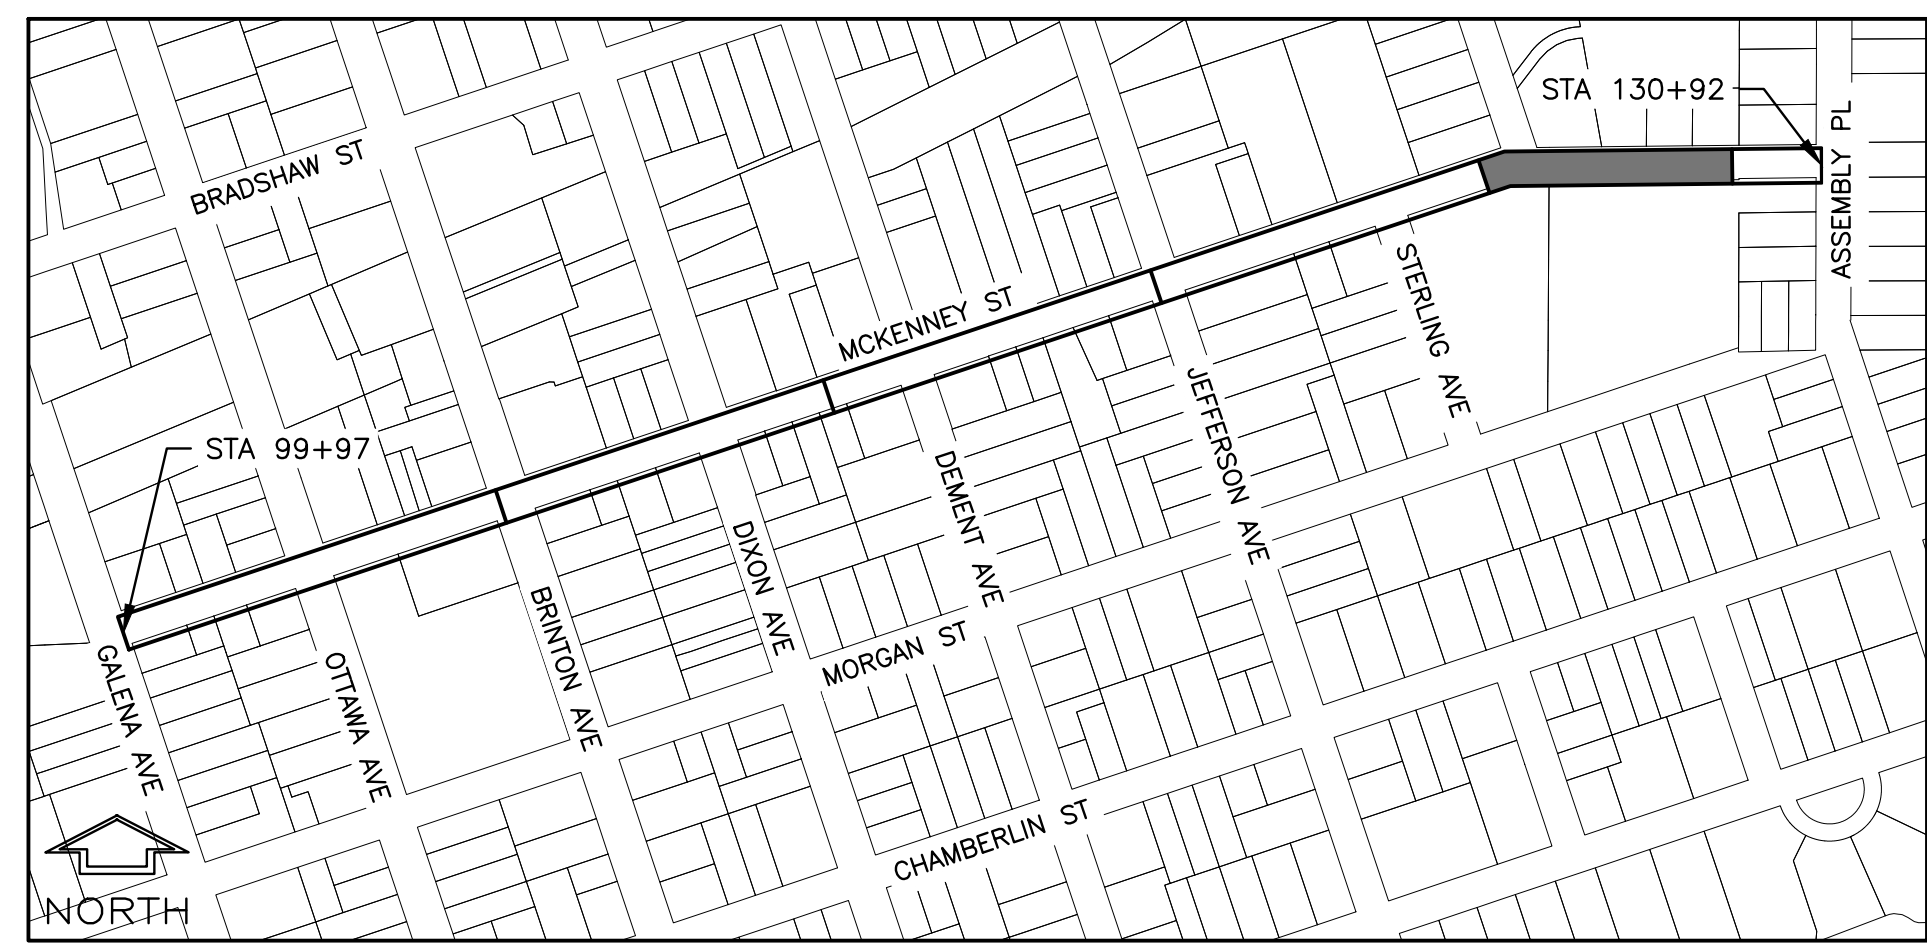 STA 130+92
ASSEMBLY PL
BRADSHAW ST
MCKENNEY ST
STERLING AVE
JEFFERSON AVE
STA 99+97
DEMENT AVE
DIXON AVE
BRINTON AVE
MORGAN ST
GALENA AVE
OTTAWA AVE
CHAMBERLIN ST
NORTH